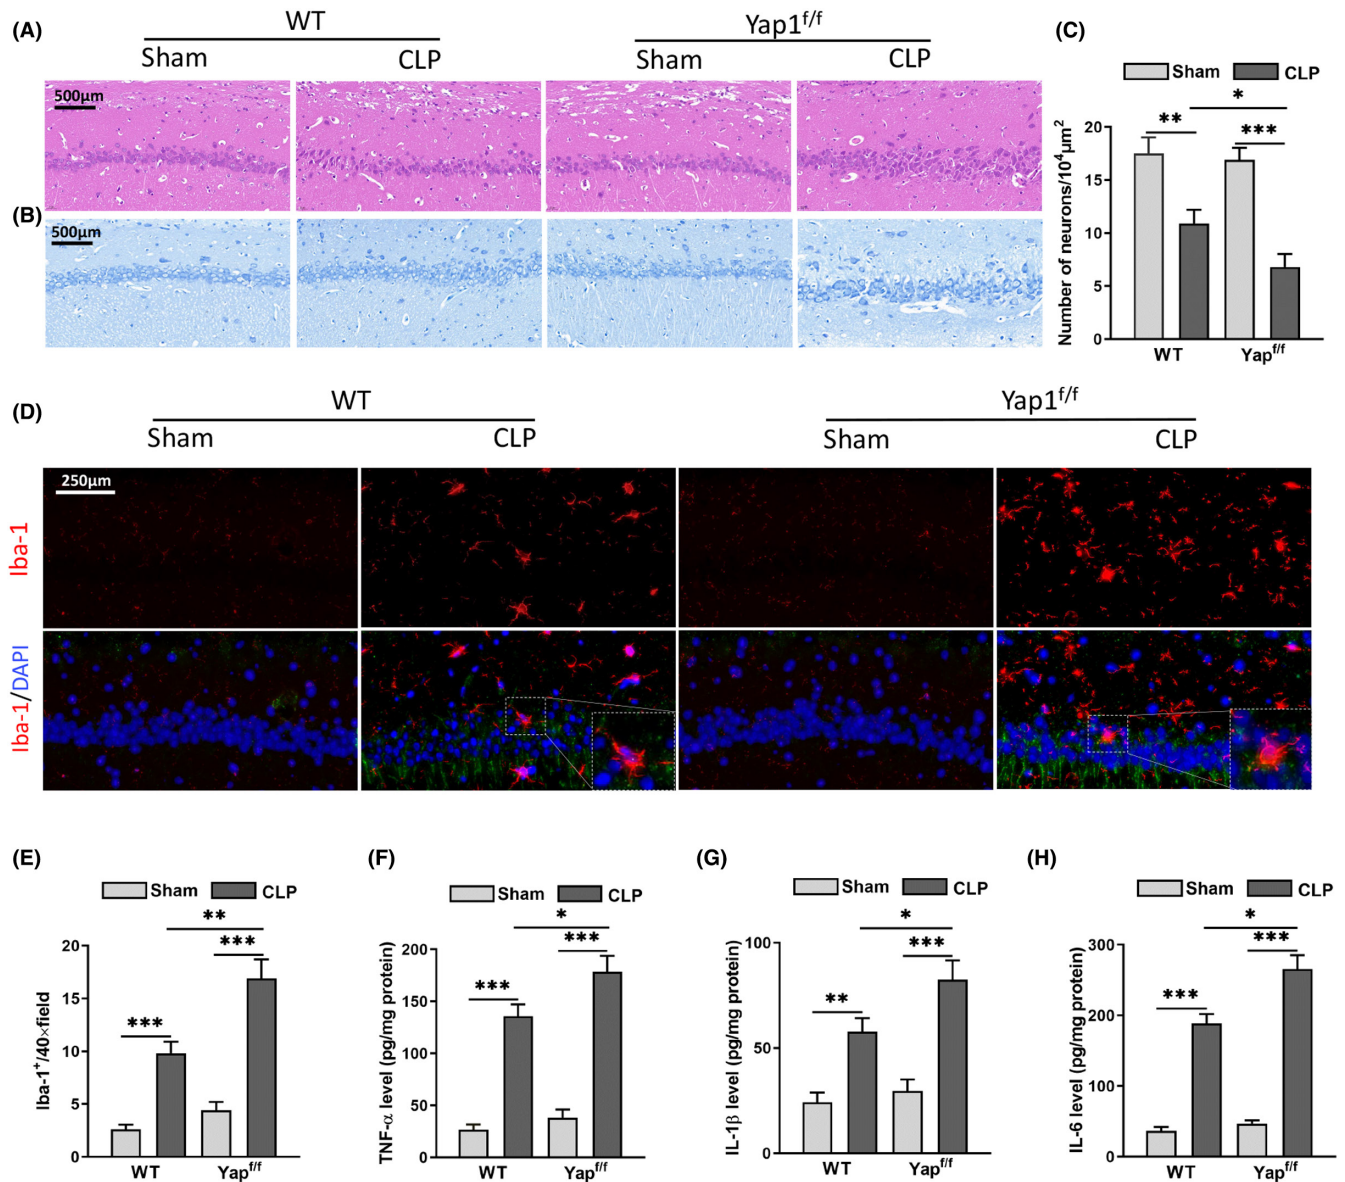 (A) WT Yap1f/f (C)
Sham CLP Sham CLP
500μm
Sham CLP
*
** ***
Number of neurons/10⁴μm²
20
15
10
5
0
WT Yapf/f
(B)
500μm
(D) WT Yap1f/f
Sham CLP Sham CLP
Iba-1
250μm
Iba-1/DAPI
(E)
Sham CLP
**
***
***
Iba-1⁺/40×field
20
15
10
5
0
WT Yapf/f
(F)
Sham CLP
*
***
***
TNF-α level (pg/mg protein)
200
150
100
50
0
WT Yapf/f
(G)
Sham CLP
*
***
**
IL-1β level (pg/mg protein)
100
50
0
WT Yapf/f
(H)
Sham CLP
*
***
***
IL-6 level (pg/mg protein)
300
200
100
0
WT Yapf/f